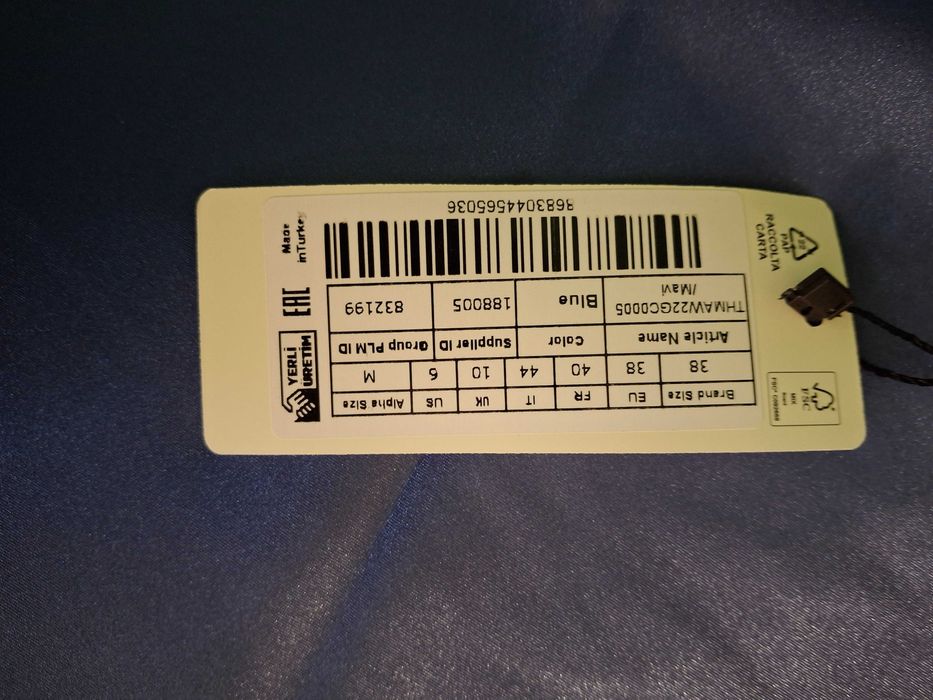 Brand Size EU FR IT UK US Alpha Size
38 38 40 44 10 6 M
Article Name Color Supplier ID Group PLM ID
THMAW22GC0005
/Mavi Blue 188005 832199
8683044565036
YERLİ
ÜRETİM
EAC
Made
in Turkey
FSC
MIX
22
PAP
RACCOLTA
CARTA